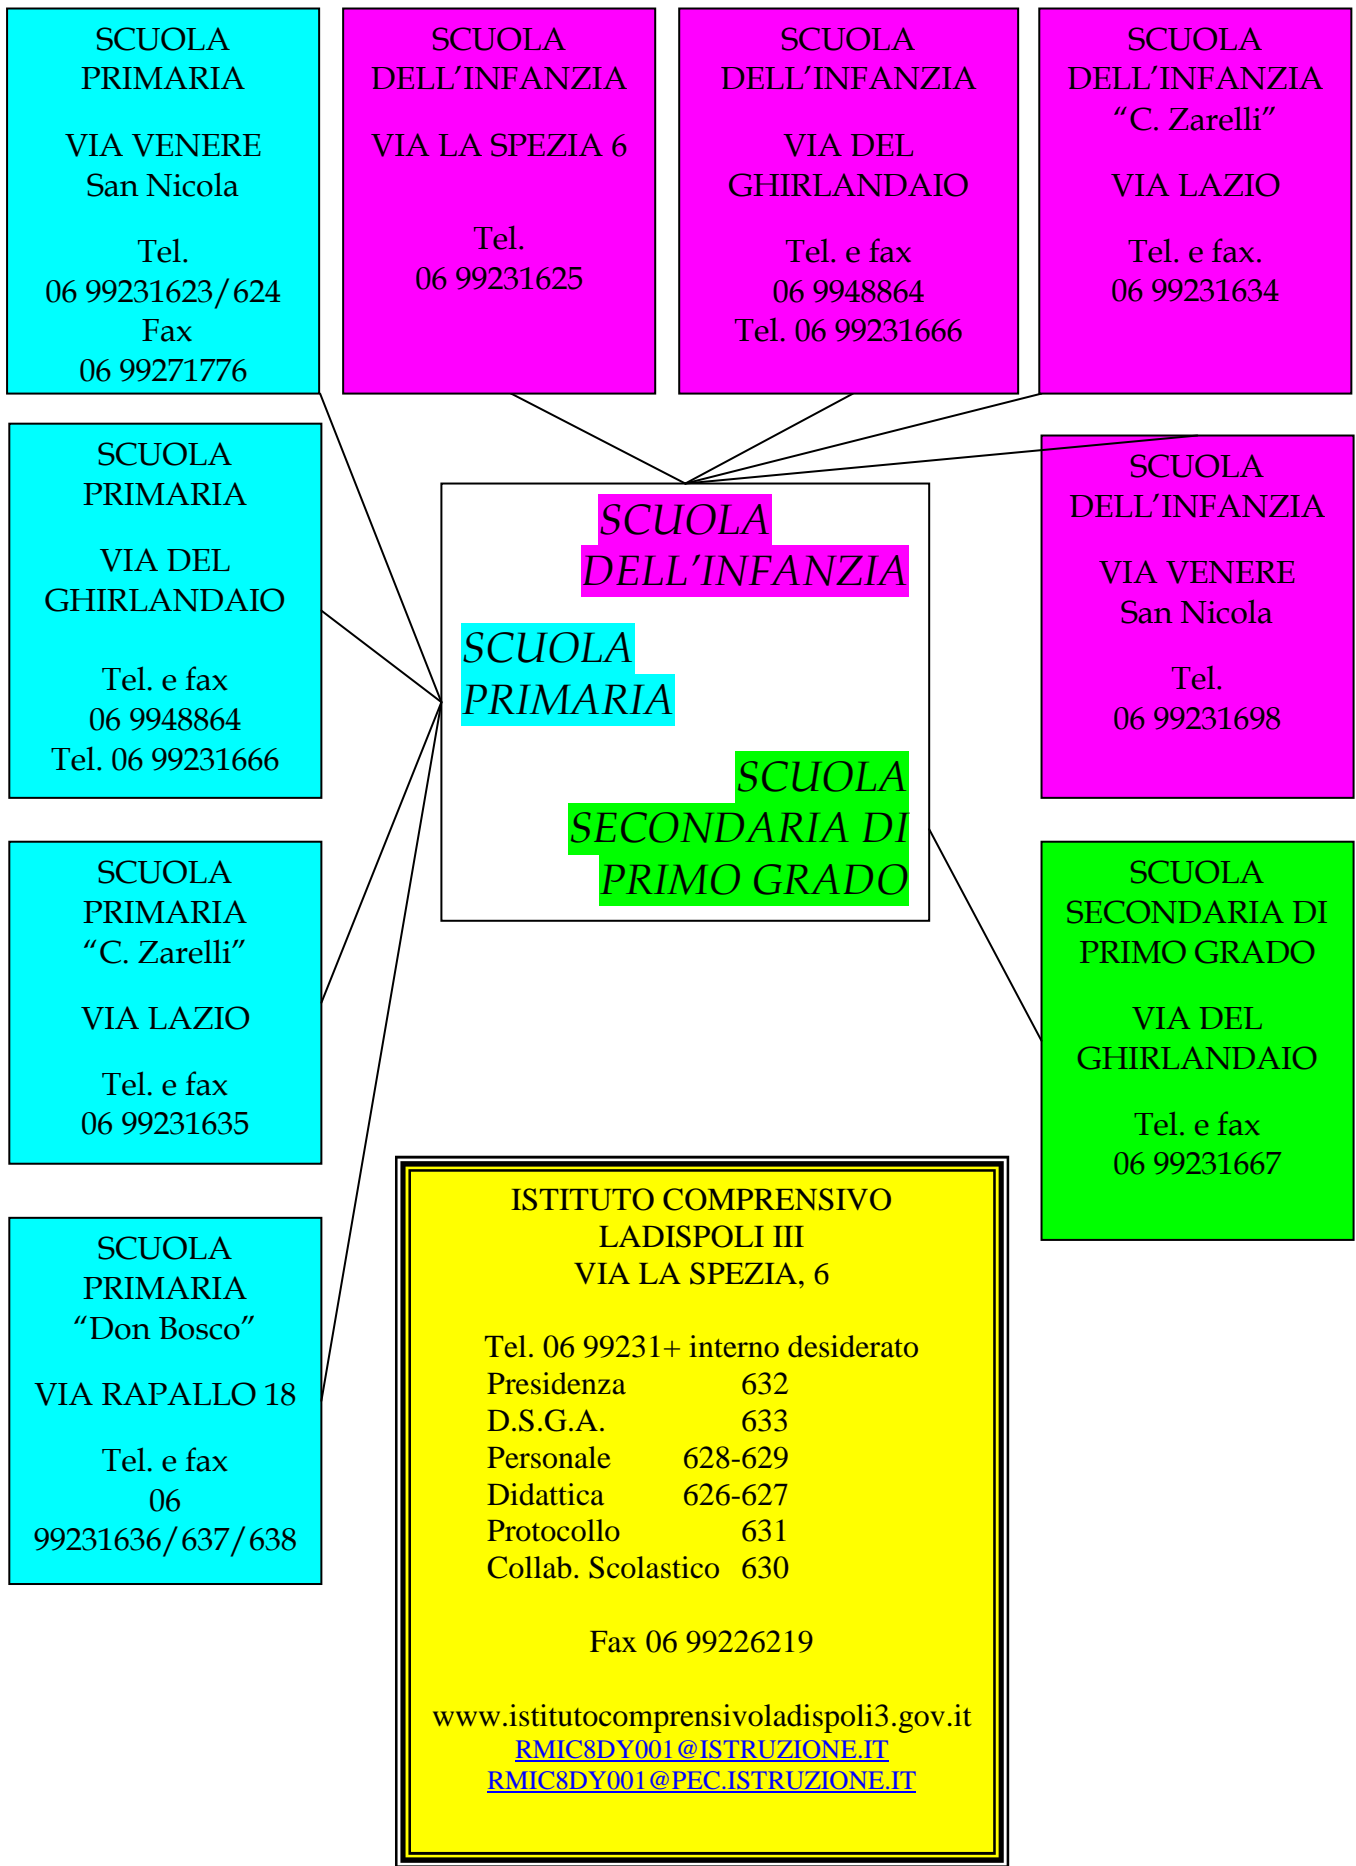 SCUOLA
PRIMARIA
VIA VENERE
San Nicola
Tel.
06 99231623/624
Fax
06 99271776
SCUOLA
DELL’INFANZIA
VIA LA SPEZIA 6
Tel.
06 99231625
SCUOLA
DELL’INFANZIA
VIA DEL
GHIRLANDAIO
Tel. e fax
06 9948864
Tel. 06 99231666
SCUOLA
DELL’INFANZIA
“C. Zarelli”
VIA LAZIO
Tel. e fax.
06 99231634
SCUOLA
PRIMARIA
VIA DEL
GHIRLANDAIO
Tel. e fax
06 9948864
Tel. 06 99231666
SCUOLA
DELL’INFANZIA
SCUOLA
PRIMARIA
SCUOLA
SECONDARIA DI
PRIMO GRADO
SCUOLA
DELL’INFANZIA
VIA VENERE
San Nicola
Tel.
06 99231698
SCUOLA
PRIMARIA
“C. Zarelli”
VIA LAZIO
Tel. e fax
06 99231635
SCUOLA
SECONDARIA DI
PRIMO GRADO
VIA DEL
GHIRLANDAIO
Tel. e fax
06 99231667
SCUOLA
PRIMARIA
“Don Bosco”
VIA RAPALLO 18
Tel. e fax
06
99231636/637/638
ISTITUTO COMPRENSIVO
LADISPOLI III
VIA LA SPEZIA, 6
Tel. 06 99231+ interno desiderato
Presidenza 632
D.S.G.A. 633
Personale 628-629
Didattica 626-627
Protocollo 631
Collab. Scolastico 630
Fax 06 99226219
www.istitutocomprensivoladispoli3.gov.it
RMIC8DY001@ISTRUZIONE.IT
RMIC8DY001@PEC.ISTRUZIONE.IT